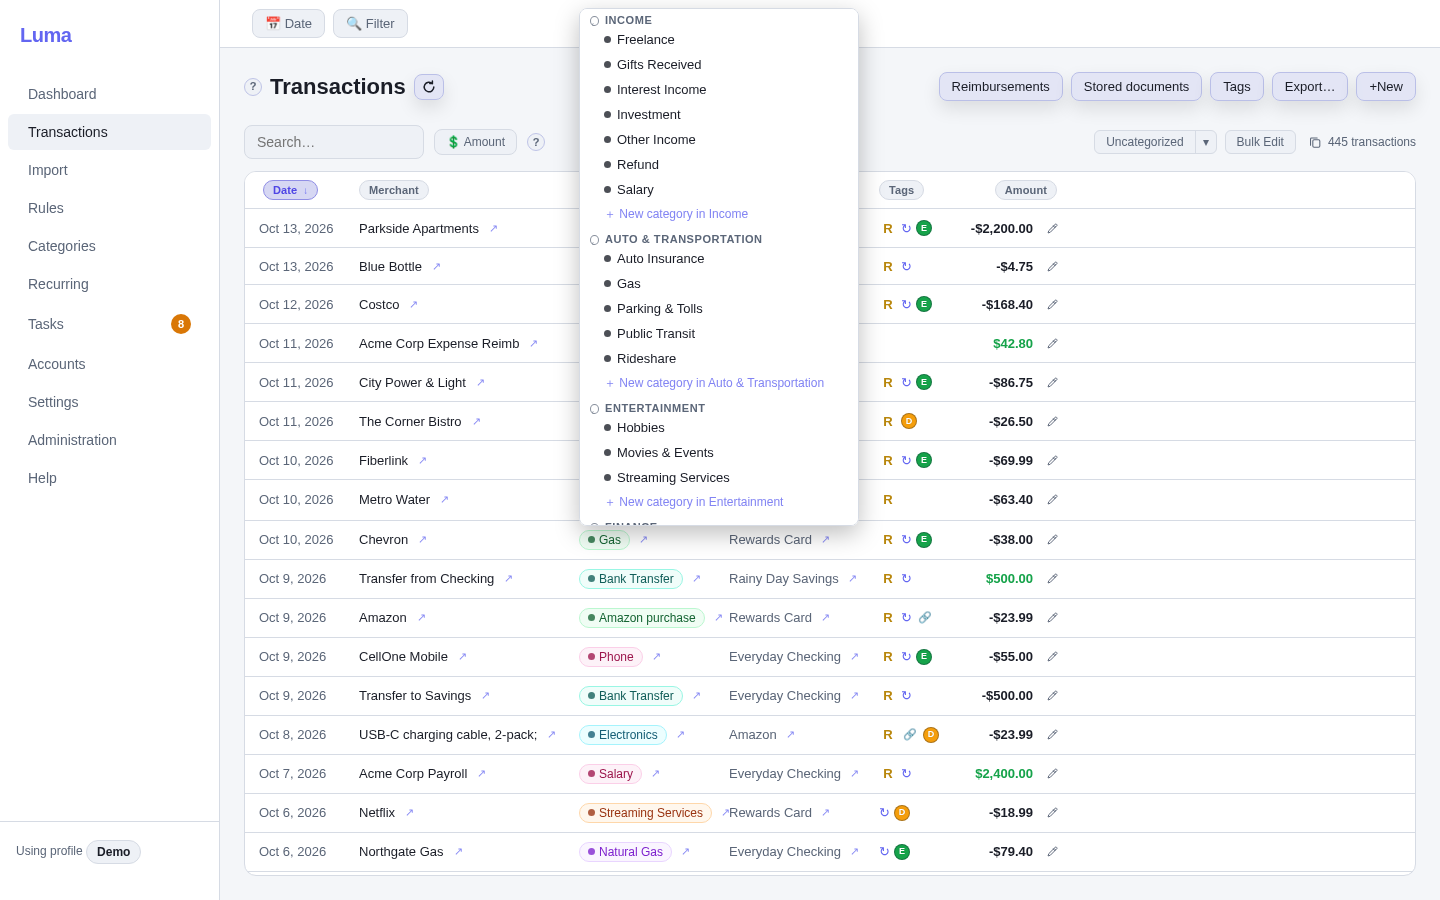 Luma
Dashboard
Transactions
Import
Rules
Categories
Recurring
Tasks 8
Accounts
Settings
Administration
Help
Using profile Demo
📅 Date 🔍 Filter
? Transactions
Reimbursements Stored documents Tags Export… +New
Search… 💲 Amount ?
Uncategorized ▾ Bulk Edit 445 transactions
INCOME
Freelance
Gifts Received
Interest Income
Investment
Other Income
Refund
Salary
+ New category in Income
AUTO & TRANSPORTATION
Auto Insurance
Gas
Parking & Tolls
Public Transit
Rideshare
+ New category in Auto & Transportation
ENTERTAINMENT
Hobbies
Movies & Events
Streaming Services
+ New category in Entertainment
Date ↓ Merchant Tags Amount
Oct 13, 2026 Parkside Apartments ↗ R ↻ E -$2,200.00
Oct 13, 2026 Blue Bottle ↗ R ↻ -$4.75
Oct 12, 2026 Costco ↗ R ↻ E -$168.40
Oct 11, 2026 Acme Corp Expense Reimb ↗ $42.80
Oct 11, 2026 City Power & Light ↗ R ↻ E -$86.75
Oct 11, 2026 The Corner Bistro ↗ R D -$26.50
Oct 10, 2026 Fiberlink ↗ R ↻ E -$69.99
Oct 10, 2026 Metro Water ↗ R -$63.40
Oct 10, 2026 Chevron ↗ Gas ↗ Rewards Card ↗ R ↻ E -$38.00
Oct 9, 2026 Transfer from Checking ↗ Bank Transfer ↗ Rainy Day Savings ↗ R ↻ $500.00
Oct 9, 2026 Amazon ↗ Amazon purchase ↗ Rewards Card ↗ R ↻ 🔗 -$23.99
Oct 9, 2026 CellOne Mobile ↗ Phone ↗ Everyday Checking ↗ R ↻ E -$55.00
Oct 9, 2026 Transfer to Savings ↗ Bank Transfer ↗ Everyday Checking ↗ R ↻ -$500.00
Oct 8, 2026 USB-C charging cable, 2-pack; ↗ Electronics ↗ Amazon ↗ R 🔗 D -$23.99
Oct 7, 2026 Acme Corp Payroll ↗ Salary ↗ Everyday Checking ↗ R ↻ $2,400.00
Oct 6, 2026 Netflix ↗ Streaming Services ↗ Rewards Card ↗ ↻ D -$18.99
Oct 6, 2026 Northgate Gas ↗ Natural Gas ↗ Everyday Checking ↗ ↻ E -$79.40